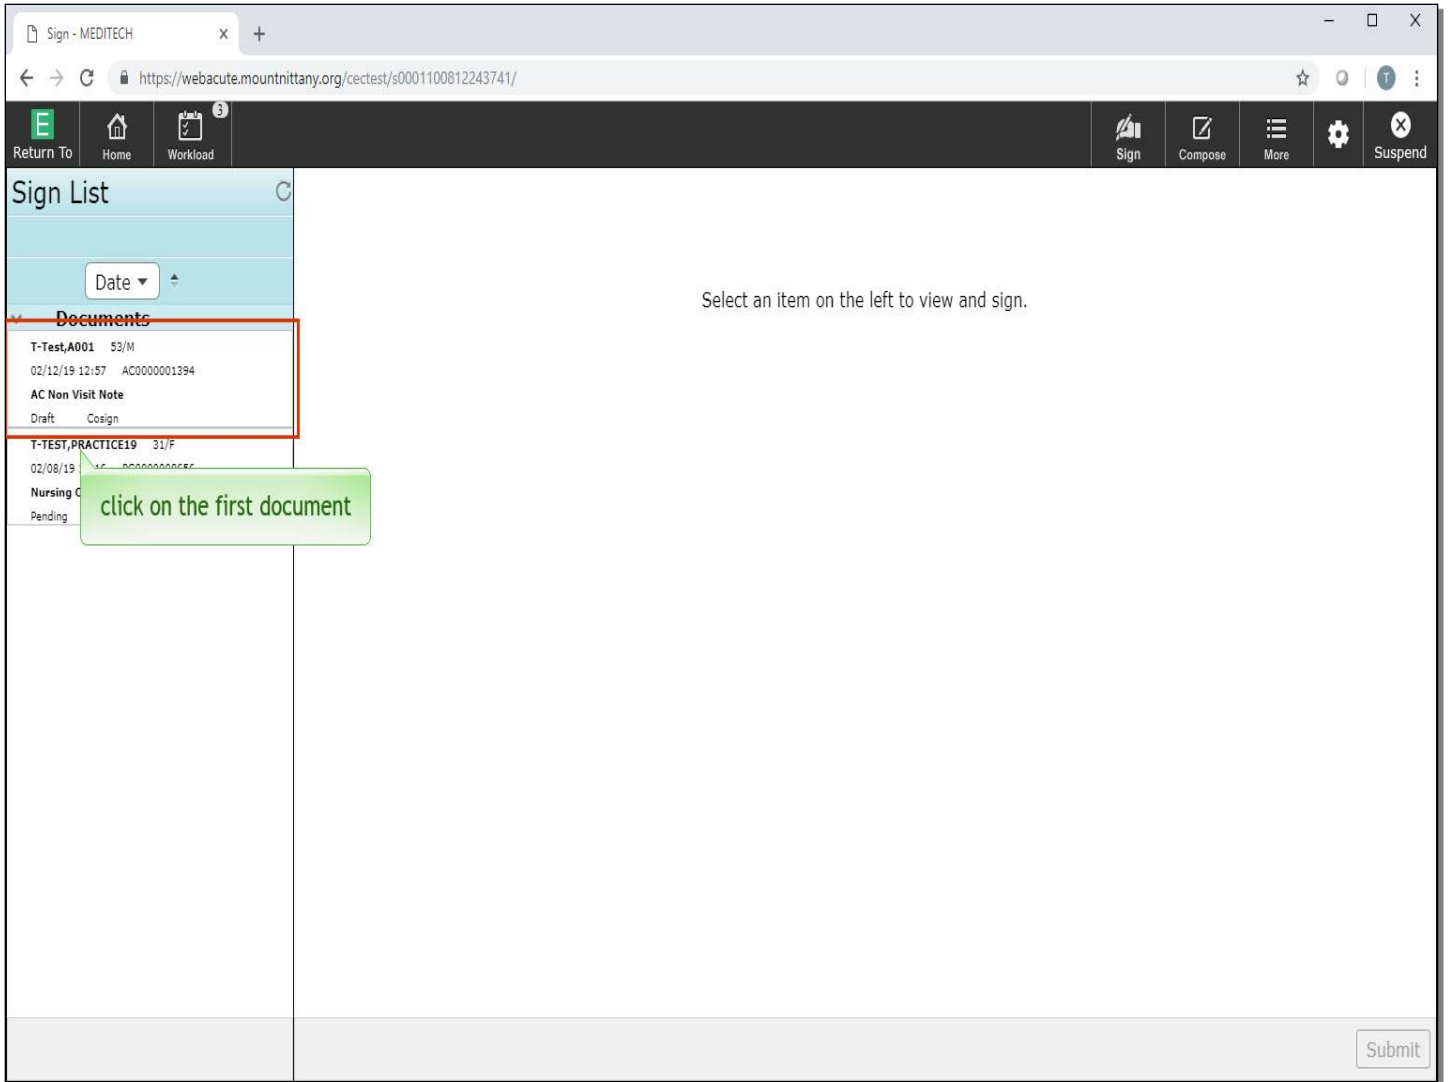 Sign - MEDITECH
https://webacute.mountnittany.org/cectest/s0001100812243741/
T
E
3
Return To
Home
Workload
Sign
Compose
More
Suspend
Sign List
Date
Documents
T-Test,A001 53/M
02/12/19 12:57 AC0000001394
AC Non Visit Note
Draft Cosign
T-TEST,PRACTICE19 31/F
02/08/19
Nursing
Pending
click on the first document
Select an item on the left to view and sign.
Submit